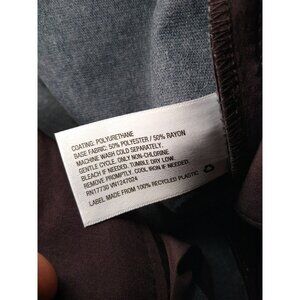 COATING: POLYURETHANE
BASE FABRIC: 50% POLYESTER / 50% RAYON
MACHINE WASH COLD SEPARATELY.
GENTLE CYCLE. ONLY NON-CHLORINE
BLEACH IF NEEDED. TUMBLE DRY LOW.
REMOVE PROMPTLY. COOL IRON IF NEEDED.
RN17730 VN1247024
LABEL MADE FROM 100% RECYCLED PLASTIC